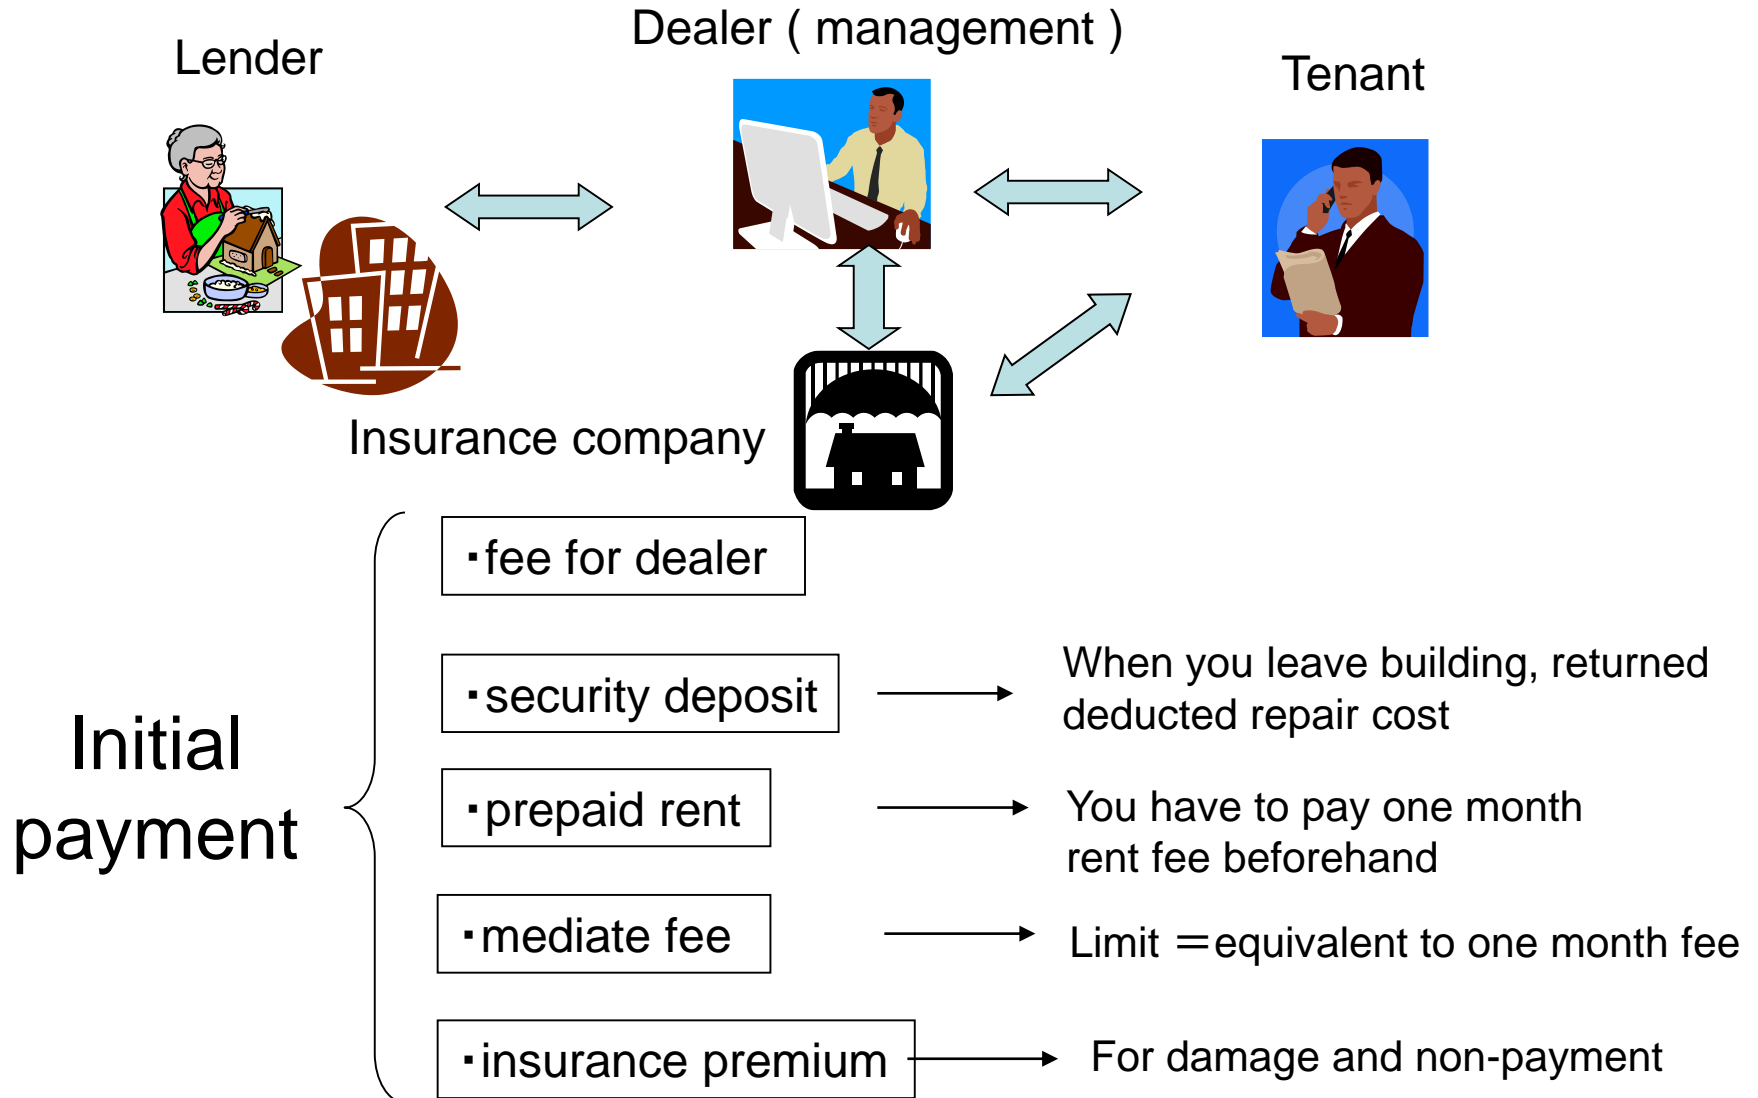 Lender
Dealer ( management )
Tenant
Insurance company
・fee for dealer
・security deposit
When you leave building, returned
deducted repair cost
Initial
payment
・prepaid rent
You have to pay one month
rent fee beforehand
・mediate fee
Limit ＝equivalent to one month fee
・insurance premium
For damage and non-payment